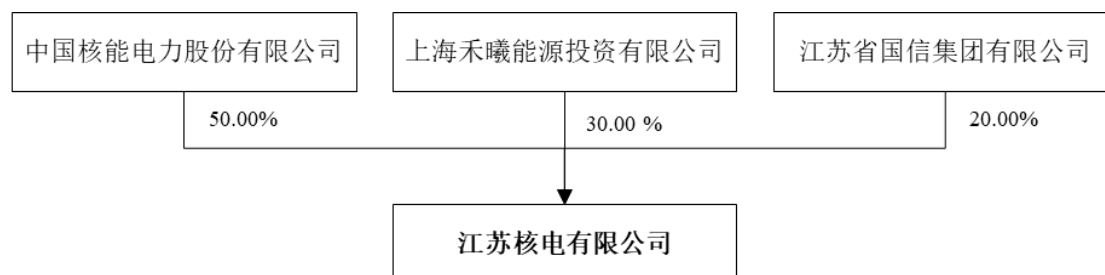 中国核能电力股份有限公司
上海禾曦能源投资有限公司
江苏省国信集团有限公司
50.00%
30.00 %
20.00%
江苏核电有限公司